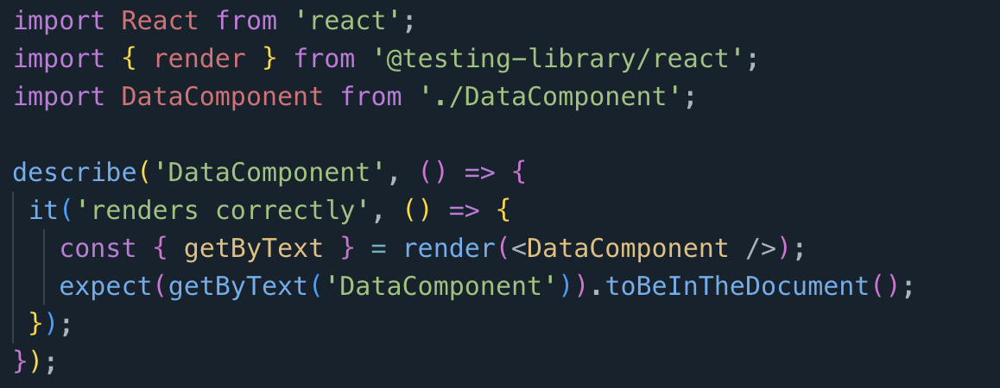 import React from 'react';
import { render } from '@testing-library/react';
import DataComponent from './DataComponent';

describe('DataComponent', () => {
 it('renders correctly', () => {
   const { getByText } = render(<DataComponent />);
   expect(getByText('DataComponent')).toBeInTheDocument();
 });
});